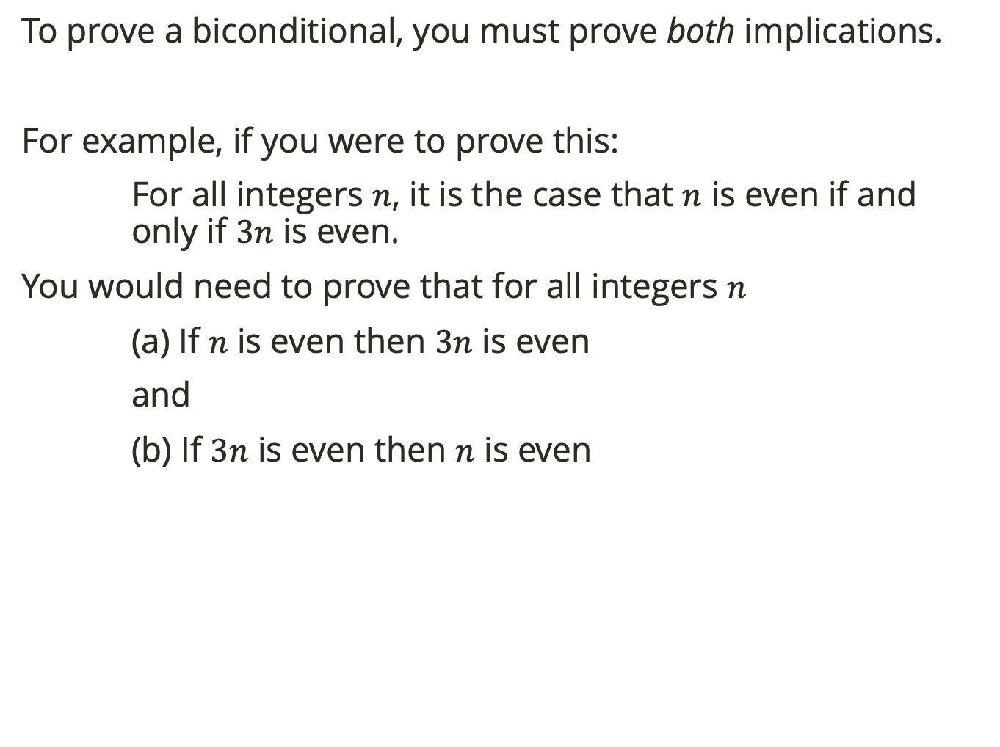 To prove a biconditional, you must prove both implications.
For example, if you were to prove this:
For all integers n, it is the case that n is even if and
only if 3n is even.
You would need to prove that for all integers n
(a) If n is even then 3n is even
and
(b) If 3n is even then n is even